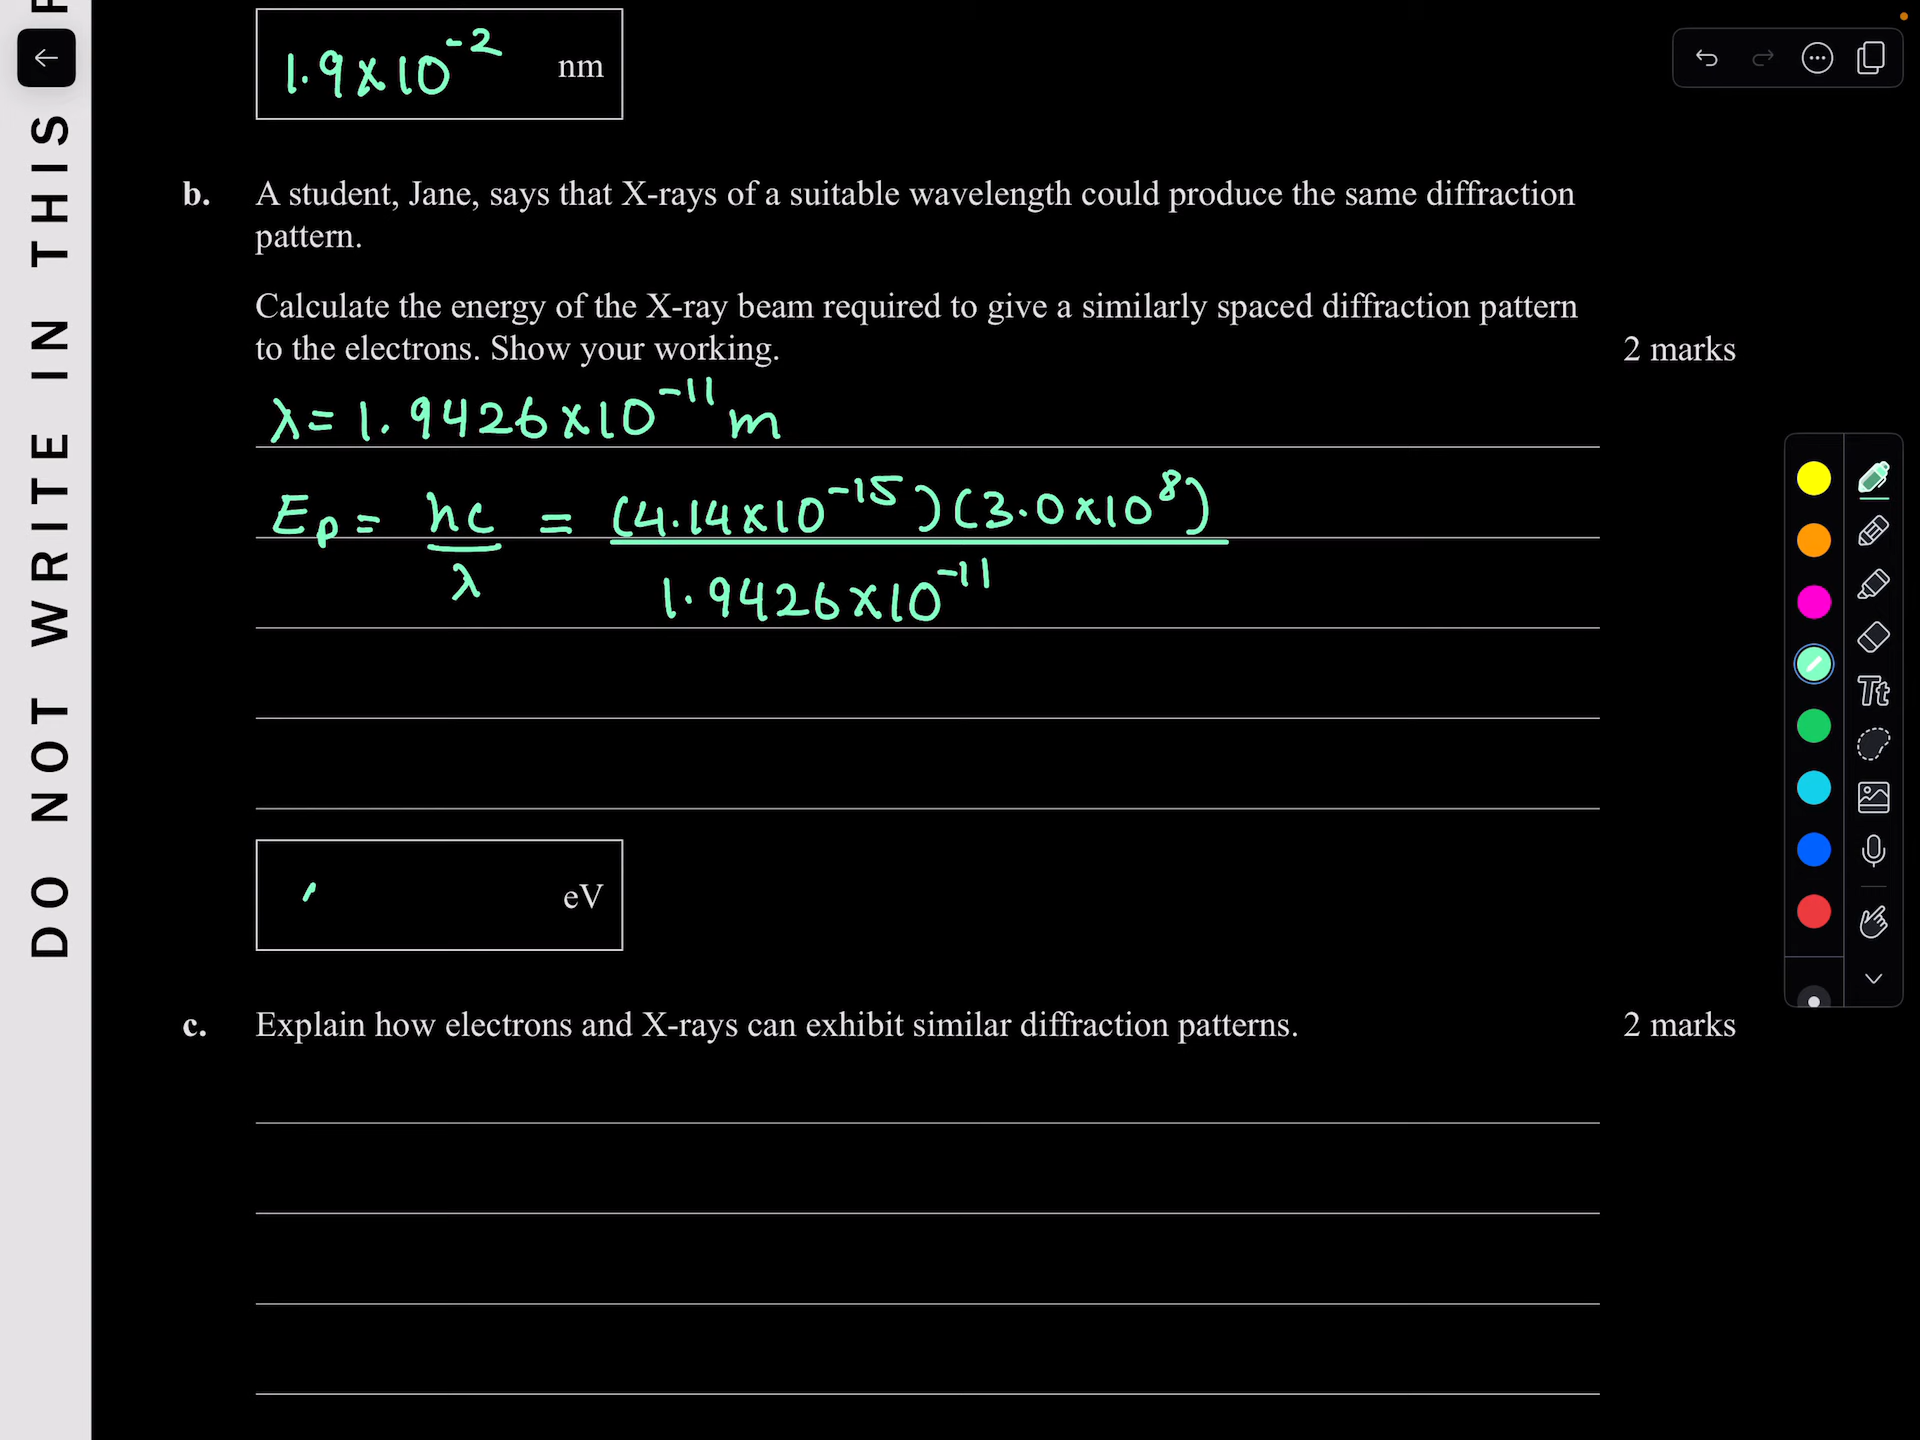 DO NOT WRITE IN THIS
1.9×10⁻² nm
b. A student, Jane, says that X-rays of a suitable wavelength could produce the same diffraction
pattern.
Calculate the energy of the X-ray beam required to give a similarly spaced diffraction pattern
to the electrons. Show your working. 2 marks
λ = 1.9426×10⁻¹¹ m
Ep = hc/λ = (4.14×10⁻¹⁵)(3.0×10⁸)/1.9426×10⁻¹¹
eV
c. Explain how electrons and X-rays can exhibit similar diffraction patterns. 2 marks
Tt